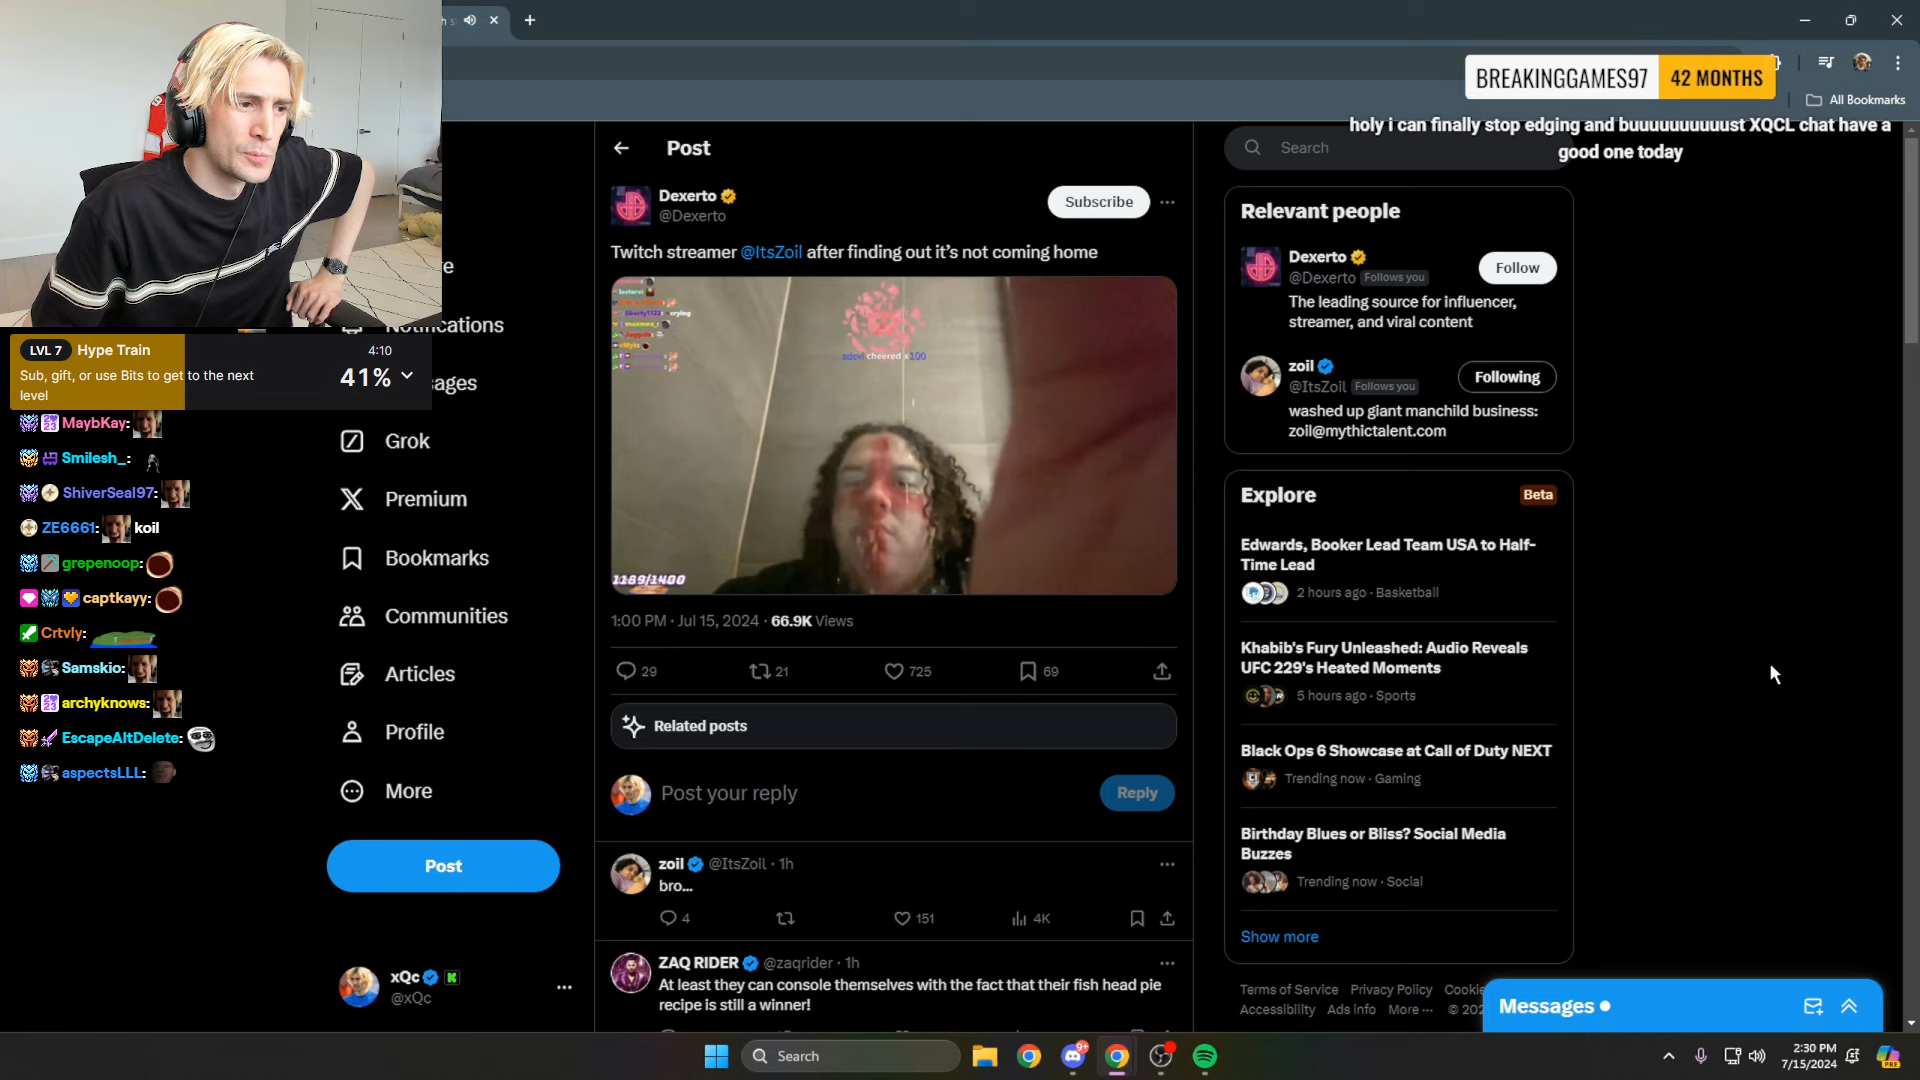 BREAKINGGAMES97 42 MONTHS
All Bookmarks
holy i can finally stop edging and buuuuuuuuuust XQCL chat have a
good one today
LVL 7 Hype Train 4:10
Sub, gift, or use Bits to get to the next
level
41%
MaybKay:
Smilesh_:
ShiverSeal97:
ZE6661: koil
grepenoop:
captkayy:
Crtvly:
Samskio:
archyknows:
EscapeAltDelete:
aspectsLLL:
Grok
Premium
Bookmarks
Communities
Articles
Profile
More
Post
xQc
@xQc
Post
Dexerto
@Dexerto
Subscribe
Twitch streamer @ItsZoil after finding out it’s not coming home
cheered x100
1189/1400
1:00 PM · Jul 15, 2024 · 66.9K Views
29 21 725 69
Related posts
Post your reply
Reply
zoil @ItsZoil · 1h
bro...
4 151 4K
ZAQ RIDER @zaqrider · 1h
At least they can console themselves with the fact that their fish head pie
recipe is still a winner!
Search
Relevant people
Dexerto
@Dexerto Follows you
Follow
The leading source for influencer,
streamer, and viral content
zoil
@ItsZoil Follows you
Following
washed up giant manchild business:
zoil@mythictalent.com
Explore Beta
Edwards, Booker Lead Team USA to Half-
Time Lead
2 hours ago · Basketball
Khabib's Fury Unleashed: Audio Reveals
UFC 229's Heated Moments
5 hours ago · Sports
Black Ops 6 Showcase at Call of Duty NEXT
Trending now · Gaming
Birthday Blues or Bliss? Social Media
Buzzes
Trending now · Social
Show more
Terms of Service Privacy Policy
Accessibility Ads info More ···
Messages
Search
9+
2:30 PM
7/15/2024